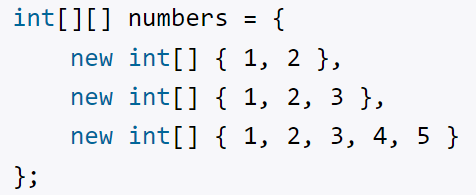 int[][] numbers = {
    new int[] { 1, 2 },
    new int[] { 1, 2, 3 },
    new int[] { 1, 2, 3, 4, 5 }
};